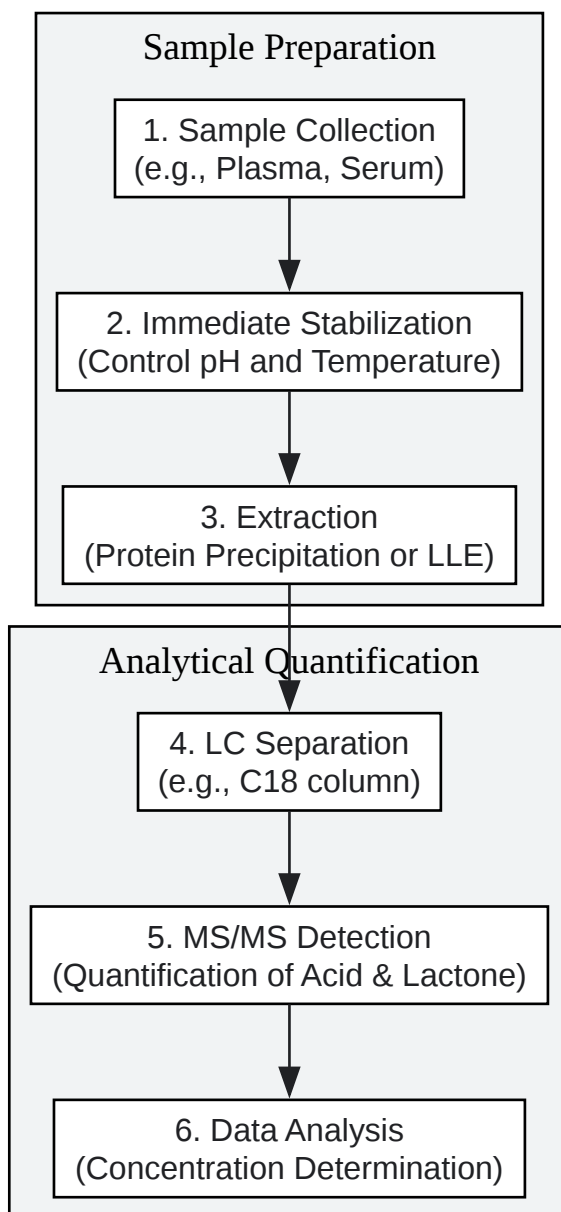 Sample Preparation
1. Sample Collection
(e.g., Plasma, Serum)
2. Immediate Stabilization
(Control pH and Temperature)
3. Extraction
(Protein Precipitation or LLE)
Analytical Quantification
4. LC Separation
(e.g., C18 column)
5. MS/MS Detection
(Quantification of Acid & Lactone)
6. Data Analysis
(Concentration Determination)